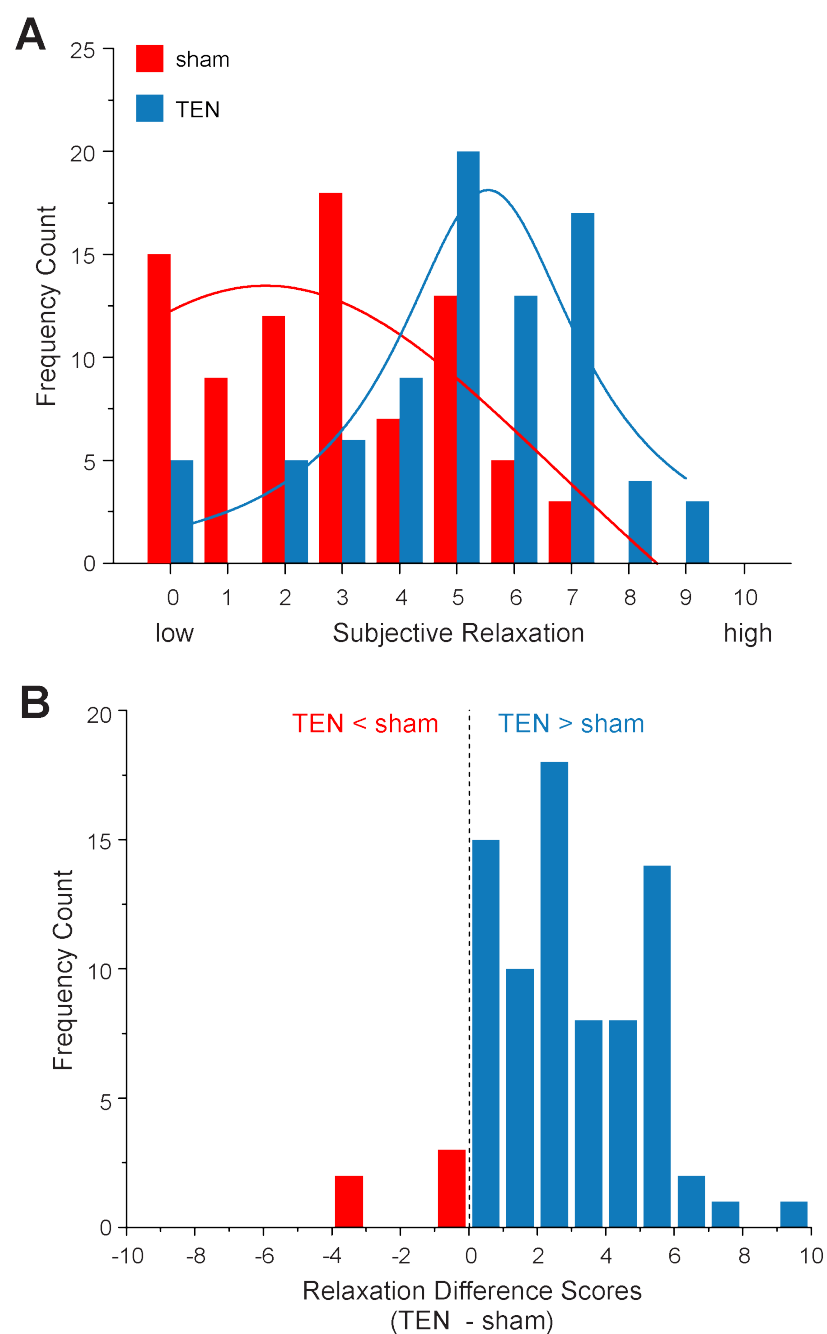 A
sham
TEN
25
20
15
10
5
0
Frequency Count
0 1 2 3 4 5 6 7 8 9 10
low Subjective Relaxation high
B
TEN < sham TEN > sham
20
15
10
5
0
Frequency Count
-10 -8 -6 -4 -2 0 2 4 6 8 10
Relaxation Difference Scores
(TEN - sham)